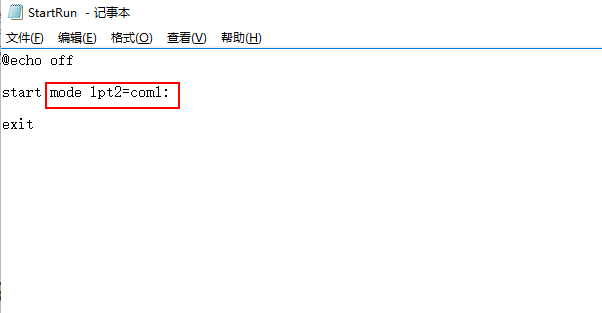 StartRun - 记事本
文件(F) 编辑(E) 格式(O) 查看(V) 帮助(H)
@echo off
start mode lpt2=com1:
exit